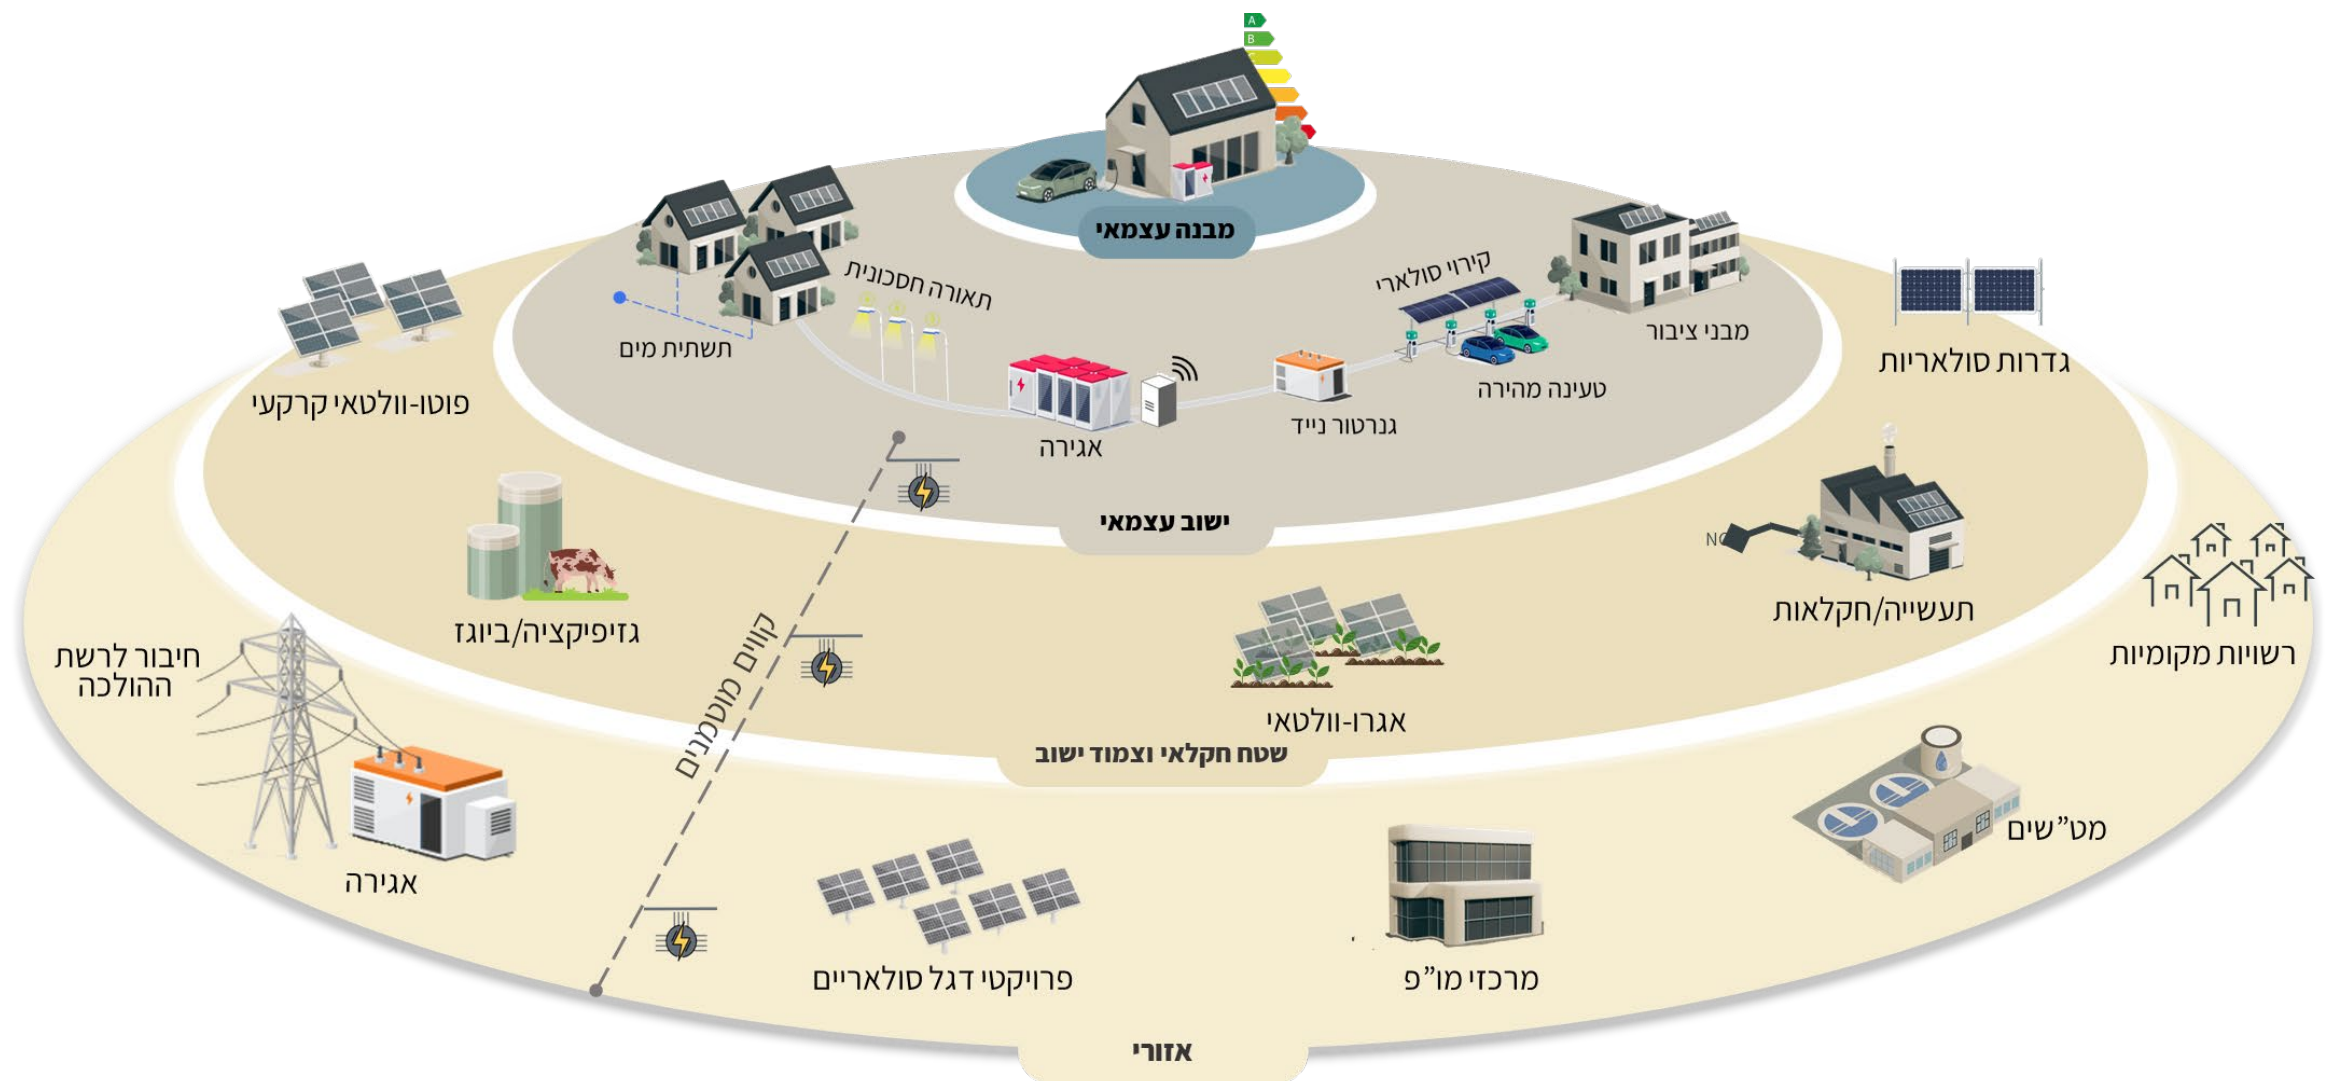 A
B
מבנה עצמאי
תאורה חסכונית
קירוי סולארי
מבני ציבור
תשתית מים
טעינה מהירה
גנרטור נייד
אגירה
ישוב עצמאי
גדרות סולאריות
פוטו-וולטאי קרקעי
תעשייה/חקלאות
גזיפיקציה/ביוגז
אגרו-וולטאי
קווים מוטמנים
שטח חקלאי וצמוד ישוב
רשויות מקומיות
חיבור לרשת
ההולכה
אגירה
מט"שים
פרויקטי דגל סולאריים
מרכזי מו"פ
אזורי